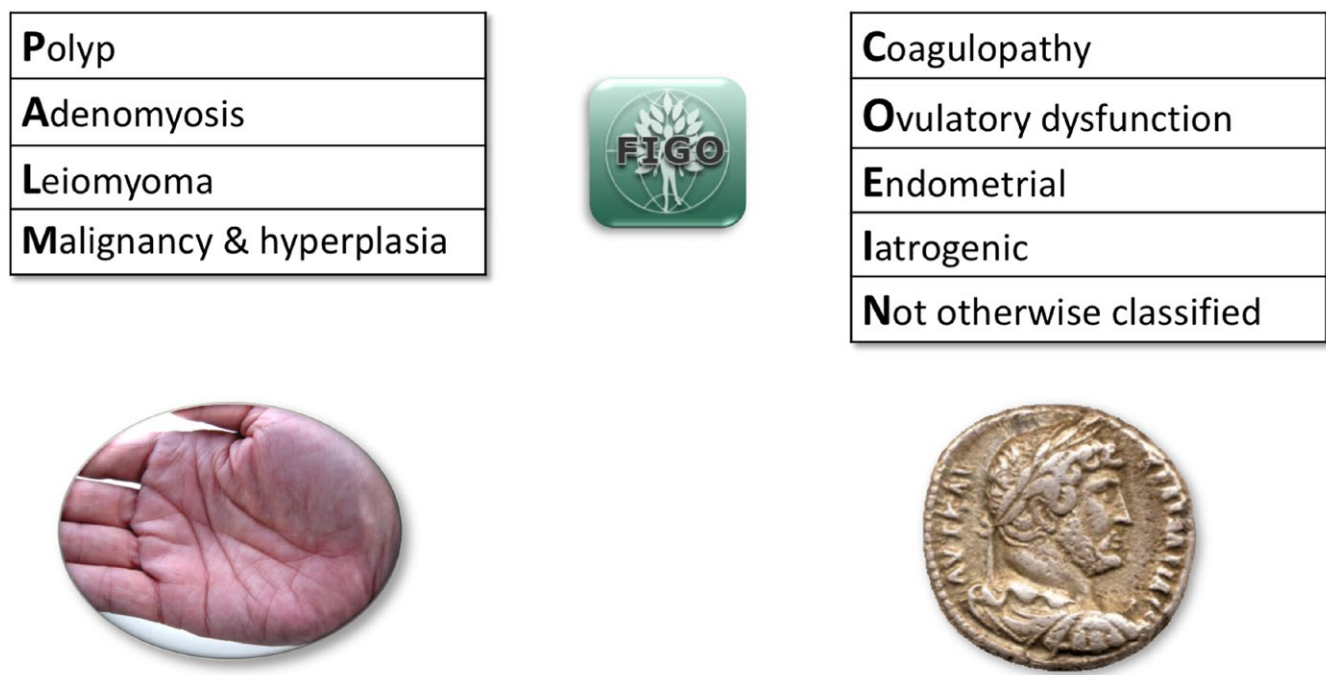 Polyp
Adenomyosis
Leiomyoma
Malignancy & hyperplasia
FIGO
Coagulopathy
Ovulatory dysfunction
Endometrial
Iatrogenic
Not otherwise classified